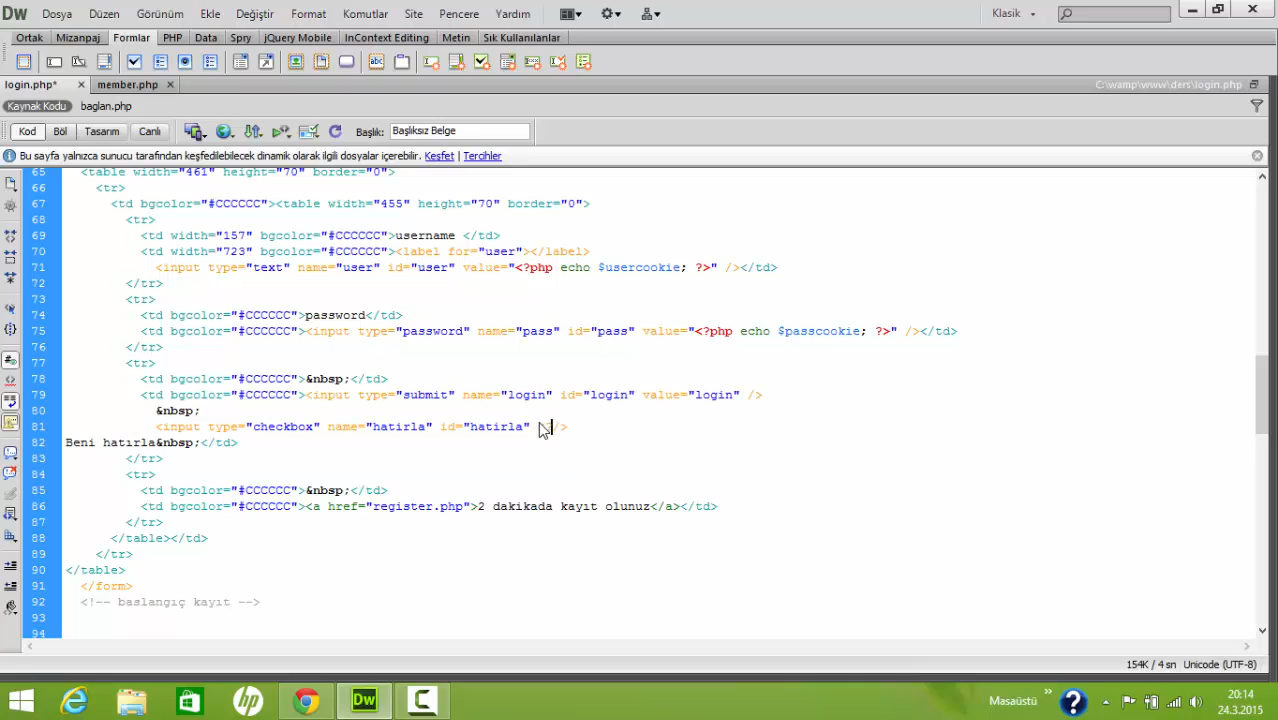 DW Dosya Düzen Görünüm Ekle Değiştir Format Komutlar Site Pencere Yardım Klasik
Ortak Mizanpaj Formlar PHP Data Spry jQuery Mobile InContext Editing Metin Sık Kullanılanlar
login.php* member.php C:\wamp\www\ders\login.php
Kaynak Kodu baglan.php
Kod Böl Tasarım Canlı Başlık: Başlıksız Belge
Bu sayfa yalnızca sunucu tarafından keşfedilebilecek dinamik olarak ilgili dosyalar içerebilir. Keşfet | Tercihler
65 <table width="461" height="70" border="0">
66 <tr>
67 <td bgcolor="#CCCCCC"><table width="455" height="70" border="0">
68 <tr>
69 <td width="157" bgcolor="#CCCCCC">username </td>
70 <td width="723" bgcolor="#CCCCCC"><label for="user"></label>
71 <input type="text" name="user" id="user" value="<?php echo $usercookie; ?>" /></td>
72 </tr>
73 <tr>
74 <td bgcolor="#CCCCCC">password</td>
75 <td bgcolor="#CCCCCC"><input type="password" name="pass" id="pass" value="<?php echo $passcookie; ?>" /></td>
76 </tr>
77 <tr>
78 <td bgcolor="#CCCCCC">&nbsp;</td>
79 <td bgcolor="#CCCCCC"><input type="submit" name="login" id="login" value="login" />
80 &nbsp;
81 <input type="checkbox" name="hatirla" id="hatirla" />
82 Beni hatırla&nbsp;</td>
83 </tr>
84 <tr>
85 <td bgcolor="#CCCCCC">&nbsp;</td>
86 <td bgcolor="#CCCCCC"><a href="register.php">2 dakikada kayıt olunuz</a></td>
87 </tr>
88 </table></td>
89 </tr>
90 </table>
91 </form>
92 <!-- baslangıç kayıt -->
93
94
154K / 4 sn Unicode (UTF-8)
Dw C hp Masaüstü » ? 20:14
24.3.2015